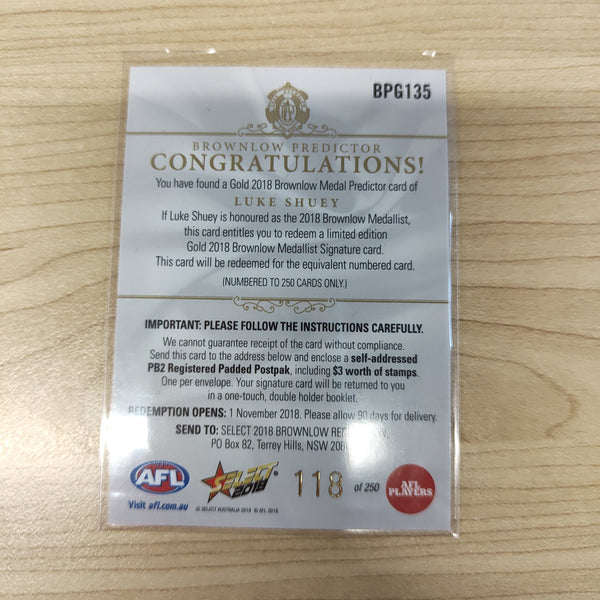 BPG135
BROWNLOW PREDICTOR
CONGRATULATIONS!
You have found a Gold 2018 Brownlow Medal Predictor card of
LUKE SHUEY
If Luke Shuey is honoured as the 2018 Brownlow Medallist,
this card entitles you to redeem a limited edition
Gold 2018 Brownlow Medallist Signature card.
This card will be redeemed for the equivalent numbered card.
(NUMBERED TO 250 CARDS ONLY.)
IMPORTANT: PLEASE FOLLOW THE INSTRUCTIONS CAREFULLY.
We cannot guarantee receipt of the card without compliance.
Send this card to the address below and enclose a self-addressed
PB2 Registered Padded Postpak, including $3 worth of stamps.
One per envelope. Your signature card will be returned to you
in a one-touch, double holder booklet.
REDEMPTION OPENS: 1 November 2018. Please allow 90 days for delivery.
SEND TO: SELECT 2018 BROWNLOW
PO Box 82, Terrey Hills, NSW
AFL
SELECT
2018
118 of 250
AFL
PLAYERS
Visit afl.com.au
© SELECT AUSTRALIA 2018 © AFL 2018